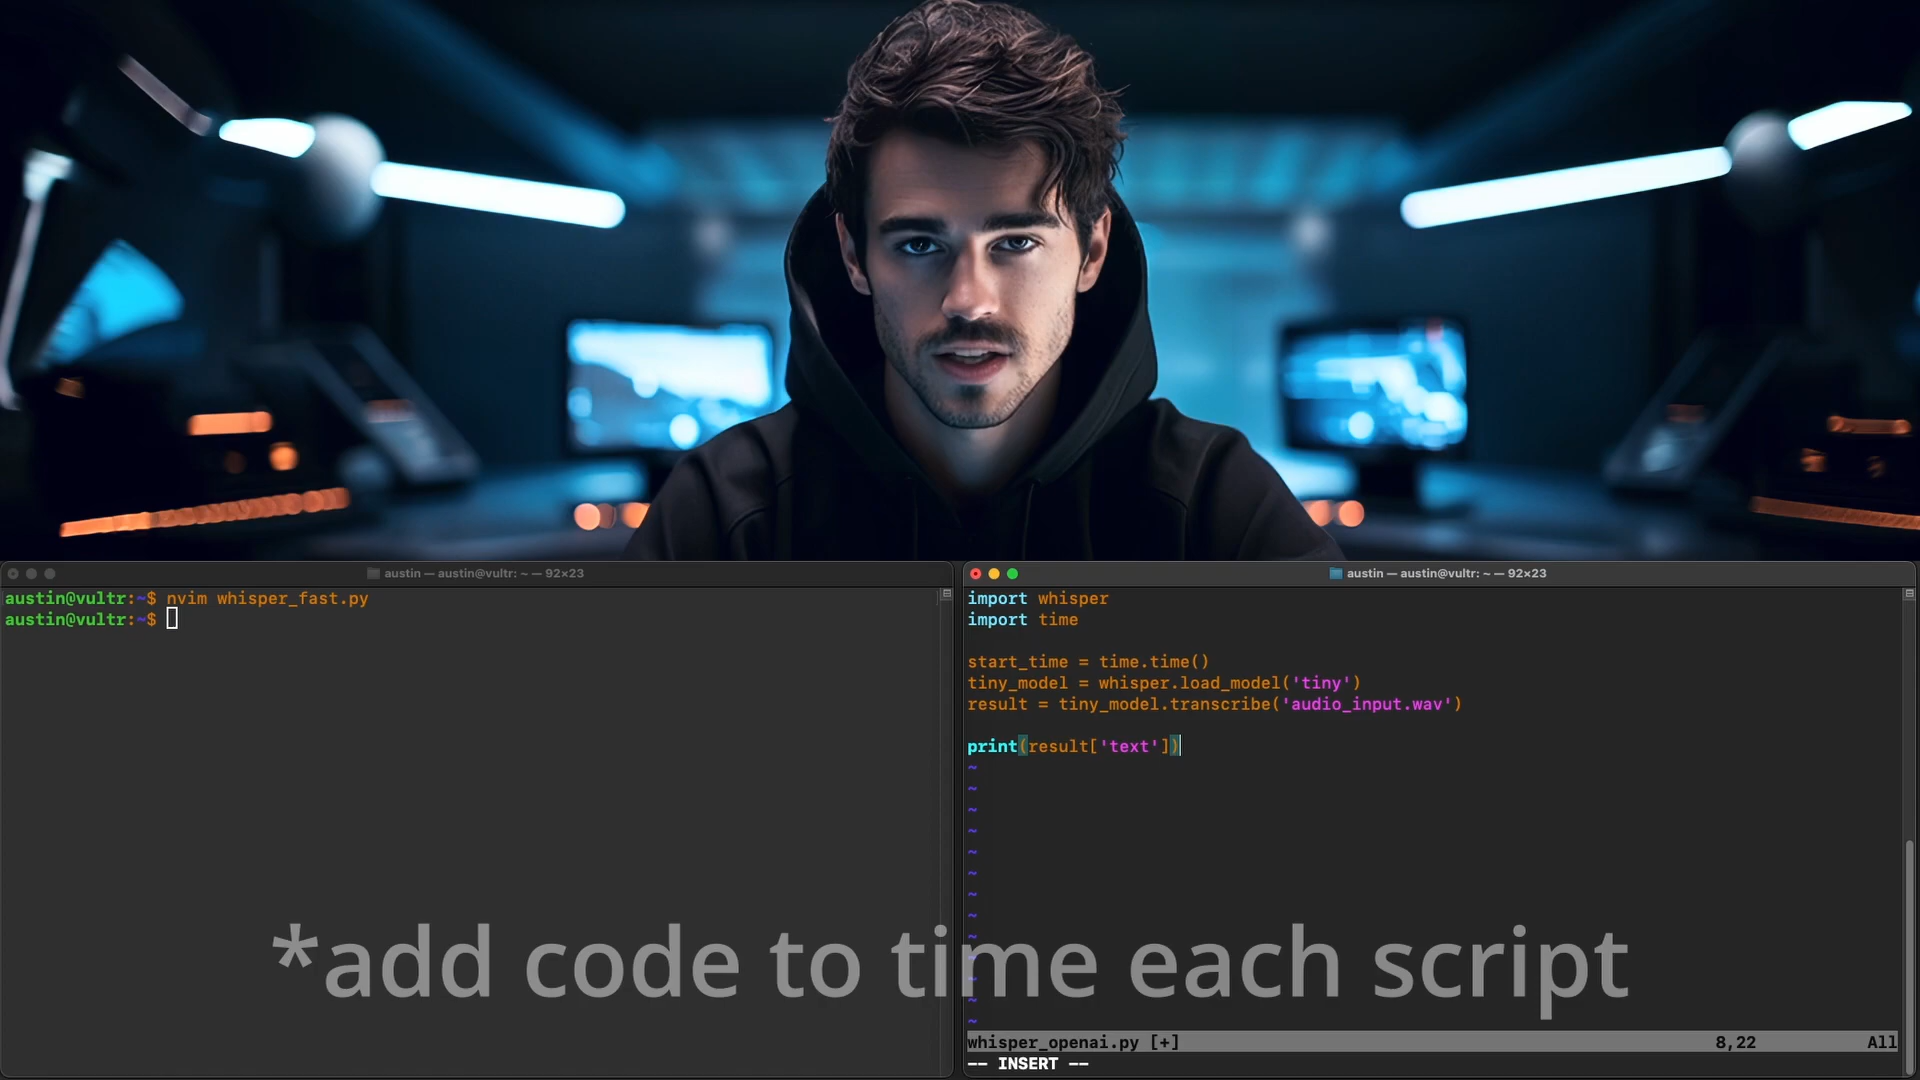 austin — austin@vultr: ~ — 92×23
austin@vultr:~$ nvim whisper_fast.py
austin@vultr:~$
austin — austin@vultr: ~ — 92×23
import whisper
import time
start_time = time.time()
tiny_model = whisper.load_model('tiny')
result = tiny_model.transcribe('audio_input.wav')
print(result['text'])
~
~
~
~
~
~
~
~
~
~
~
~
~
whisper_openai.py [+] 8,22 All
-- INSERT --
*add code to time each script